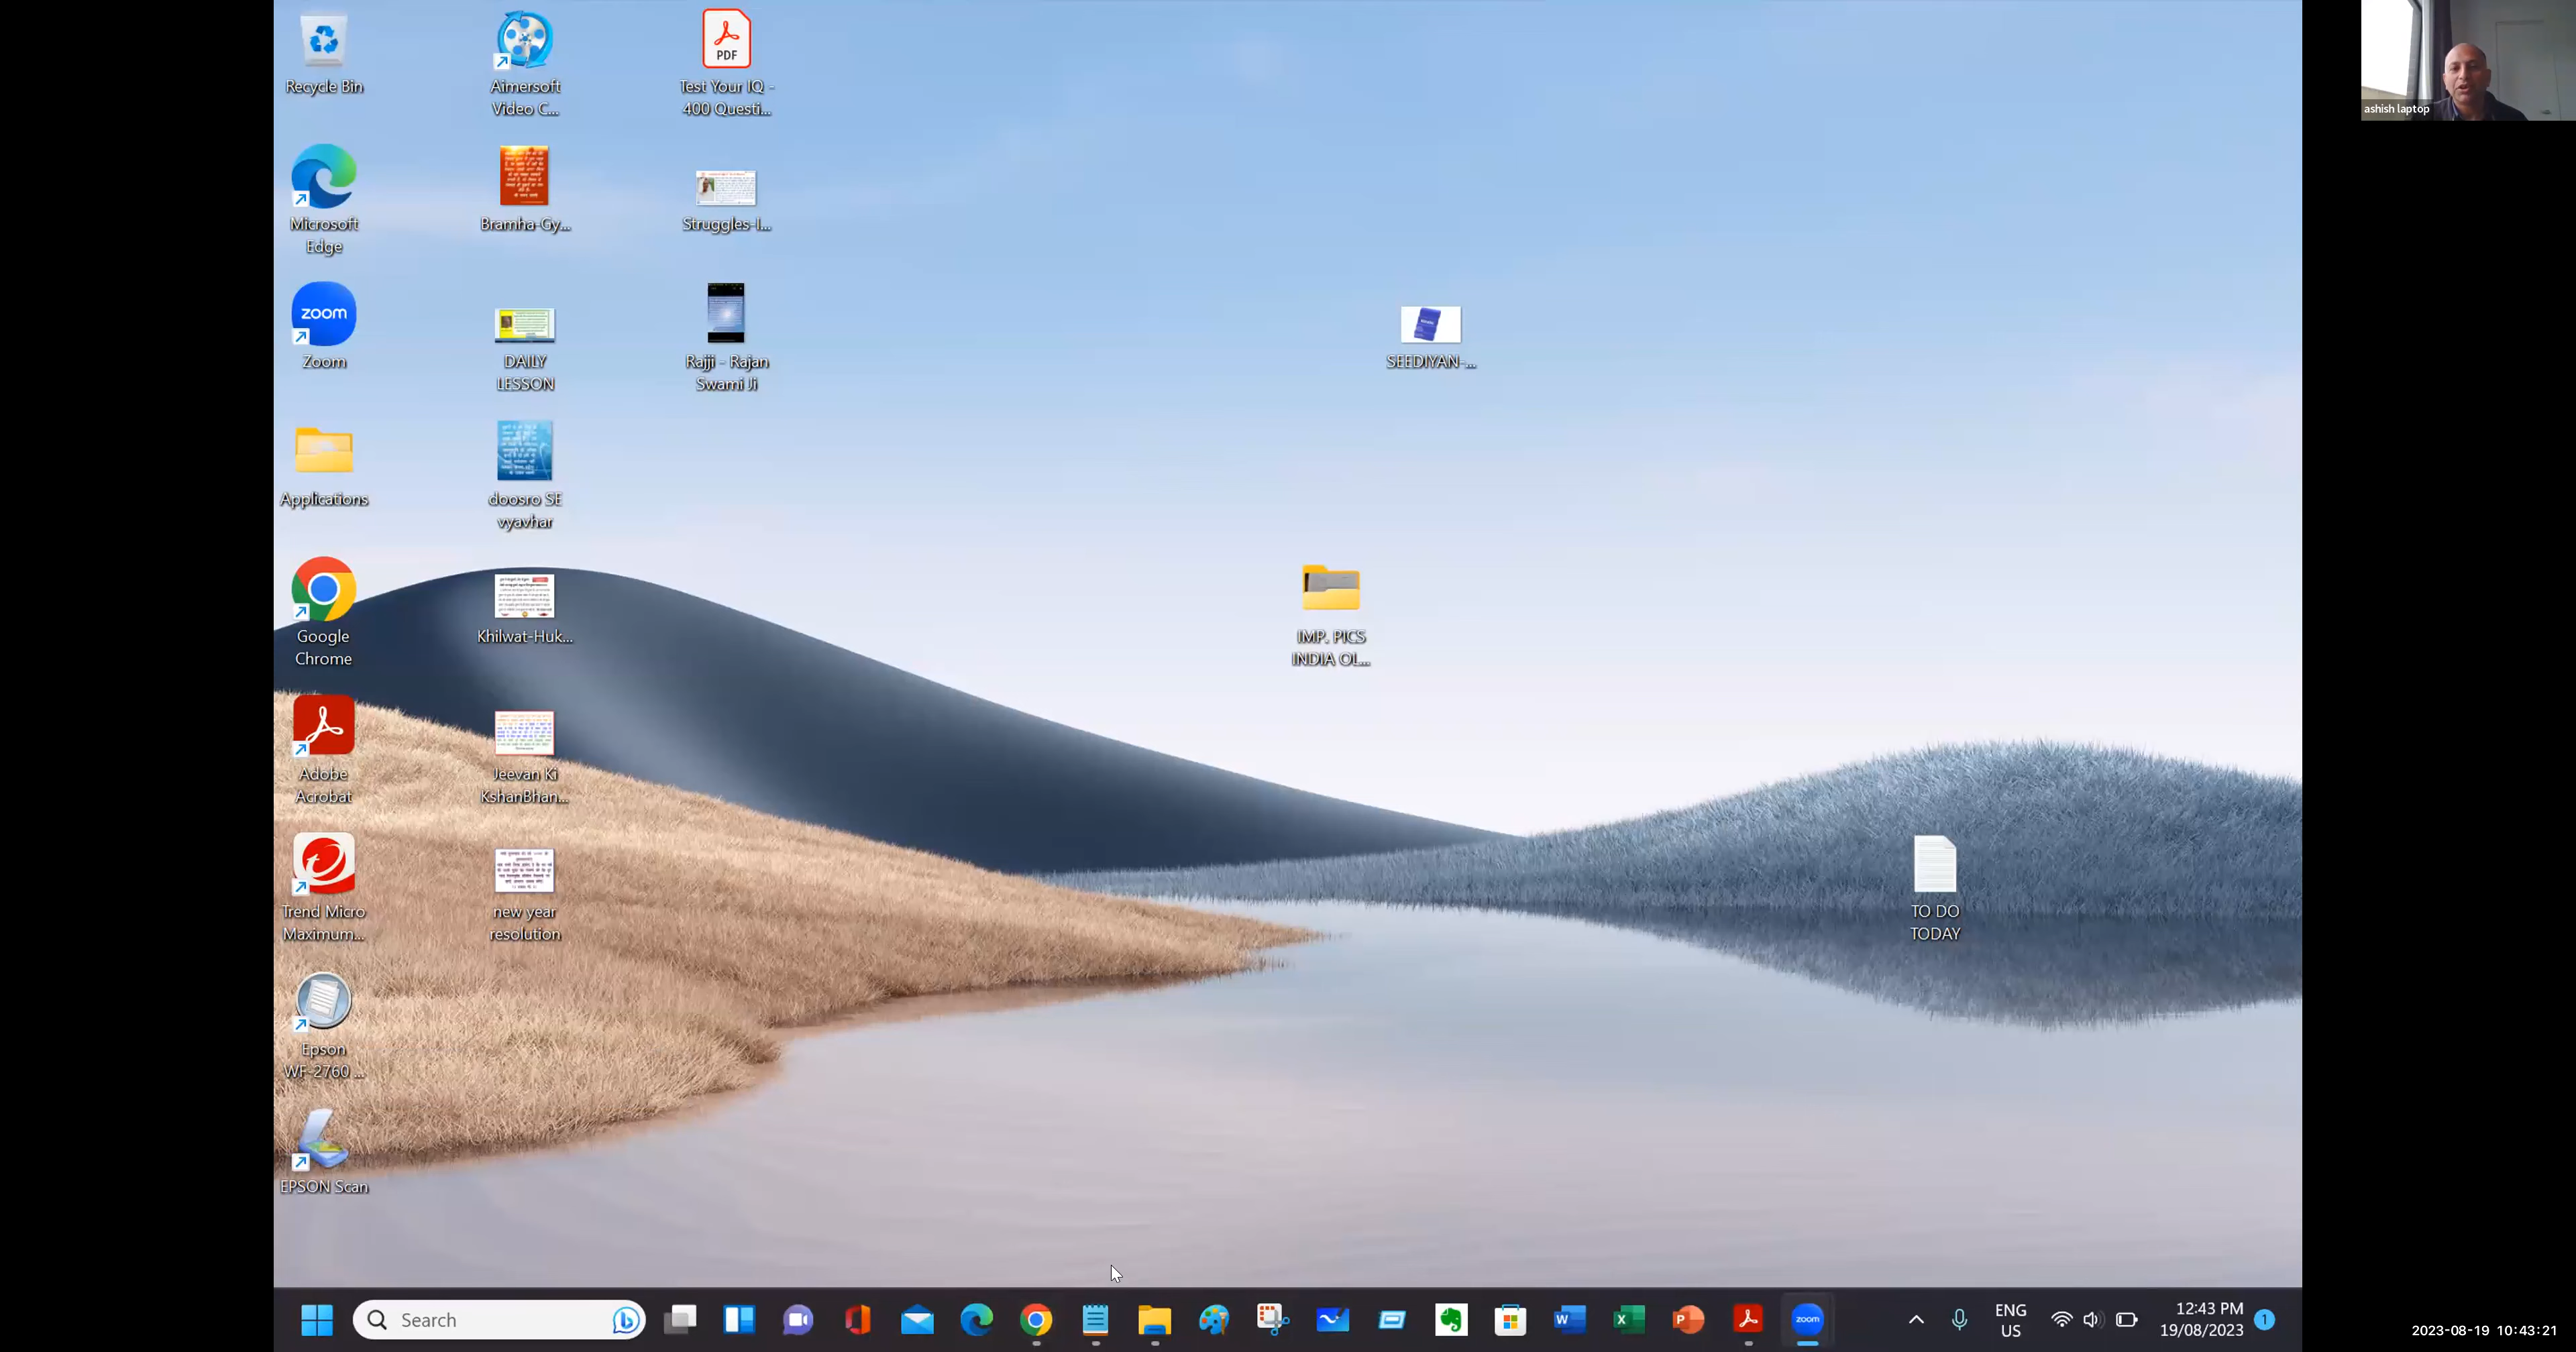 Recycle Bin
Aimersoft
Video C...
PDF
Test Your IQ -
400 Questi...
ashish laptop
Microsoft
Edge
Bramha-Gy...
Struggles-I...
zoom
Zoom
DAILY
LESSON
Rajji - Rajan
Swami Ji
SEEDIYAN-...
Applications
doosro SE
vyavhar
Google
Chrome
Khilwat-Huk...
IMP. PICS
INDIA OL...
Adobe
Acrobat
Jeevan Ki
KshanBhan...
Trend Micro
Maximum...
new year
resolution
TO DO
TODAY
Epson
WF-2760 ...
EPSON Scan
Search
zoom
ENG
US
12:43 PM
19/08/2023
1
2023-08-19 10:43:21